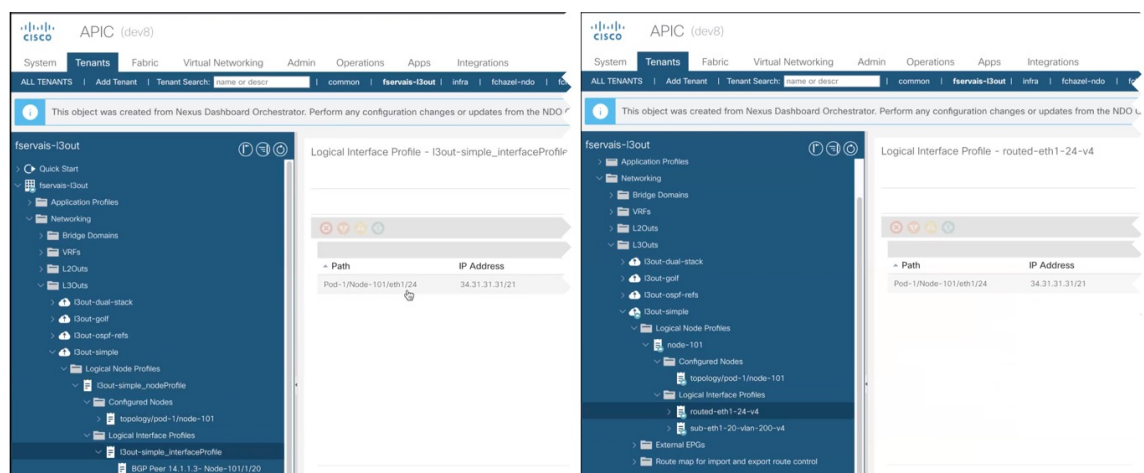 CISCO
APIC (dev8)
System Tenants Fabric Virtual Networking Admin Operations Apps Integrations
ALL TENANTS | Add Tenant | Tenant Search: name or descr | common | fservais-l3out | infra | fchazel-ndo |
This object was created from Nexus Dashboard Orchestrator. Perform any configuration changes or updates from the NDO
fservais-l3out
Quick Start
fservais-l3out
Application Profiles
Networking
Bridge Domains
VRFs
L2Outs
L3Outs
l3out-dual-stack
l3out-golf
l3out-ospf-refs
l3out-simple
Logical Node Profiles
l3out-simple_nodeProfile
Configured Nodes
topology/pod-1/node-101
Logical Interface Profiles
l3out-simple_interfaceProfile
BGP Peer 14.1.1.3- Node-101/1/20
Logical Interface Profile - l3out-simple_interfaceProfile
Path IP Address
Pod-1/Node-101/eth1/24 34.31.31.31/21
CISCO
APIC (dev8)
System Tenants Fabric Virtual Networking Admin Operations Apps Integrations
ALL TENANTS | Add Tenant | Tenant Search: name or descr | common | fservais-l3out | infra | fchazel-ndo |
This object was created from Nexus Dashboard Orchestrator. Perform any configuration changes or updates from the NDO
fservais-l3out
Application Profiles
Networking
Bridge Domains
VRFs
L2Outs
L3Outs
l3out-dual-stack
l3out-golf
l3out-ospf-refs
l3out-simple
Logical Node Profiles
node-101
Configured Nodes
topology/pod-1/node-101
Logical Interface Profiles
routed-eth1-24-v4
sub-eth1-20-vlan-200-v4
External EPGs
Route map for import and export route control
Logical Interface Profile - routed-eth1-24-v4
Path IP Address
Pod-1/Node-101/eth1/24 34.31.31.31/21